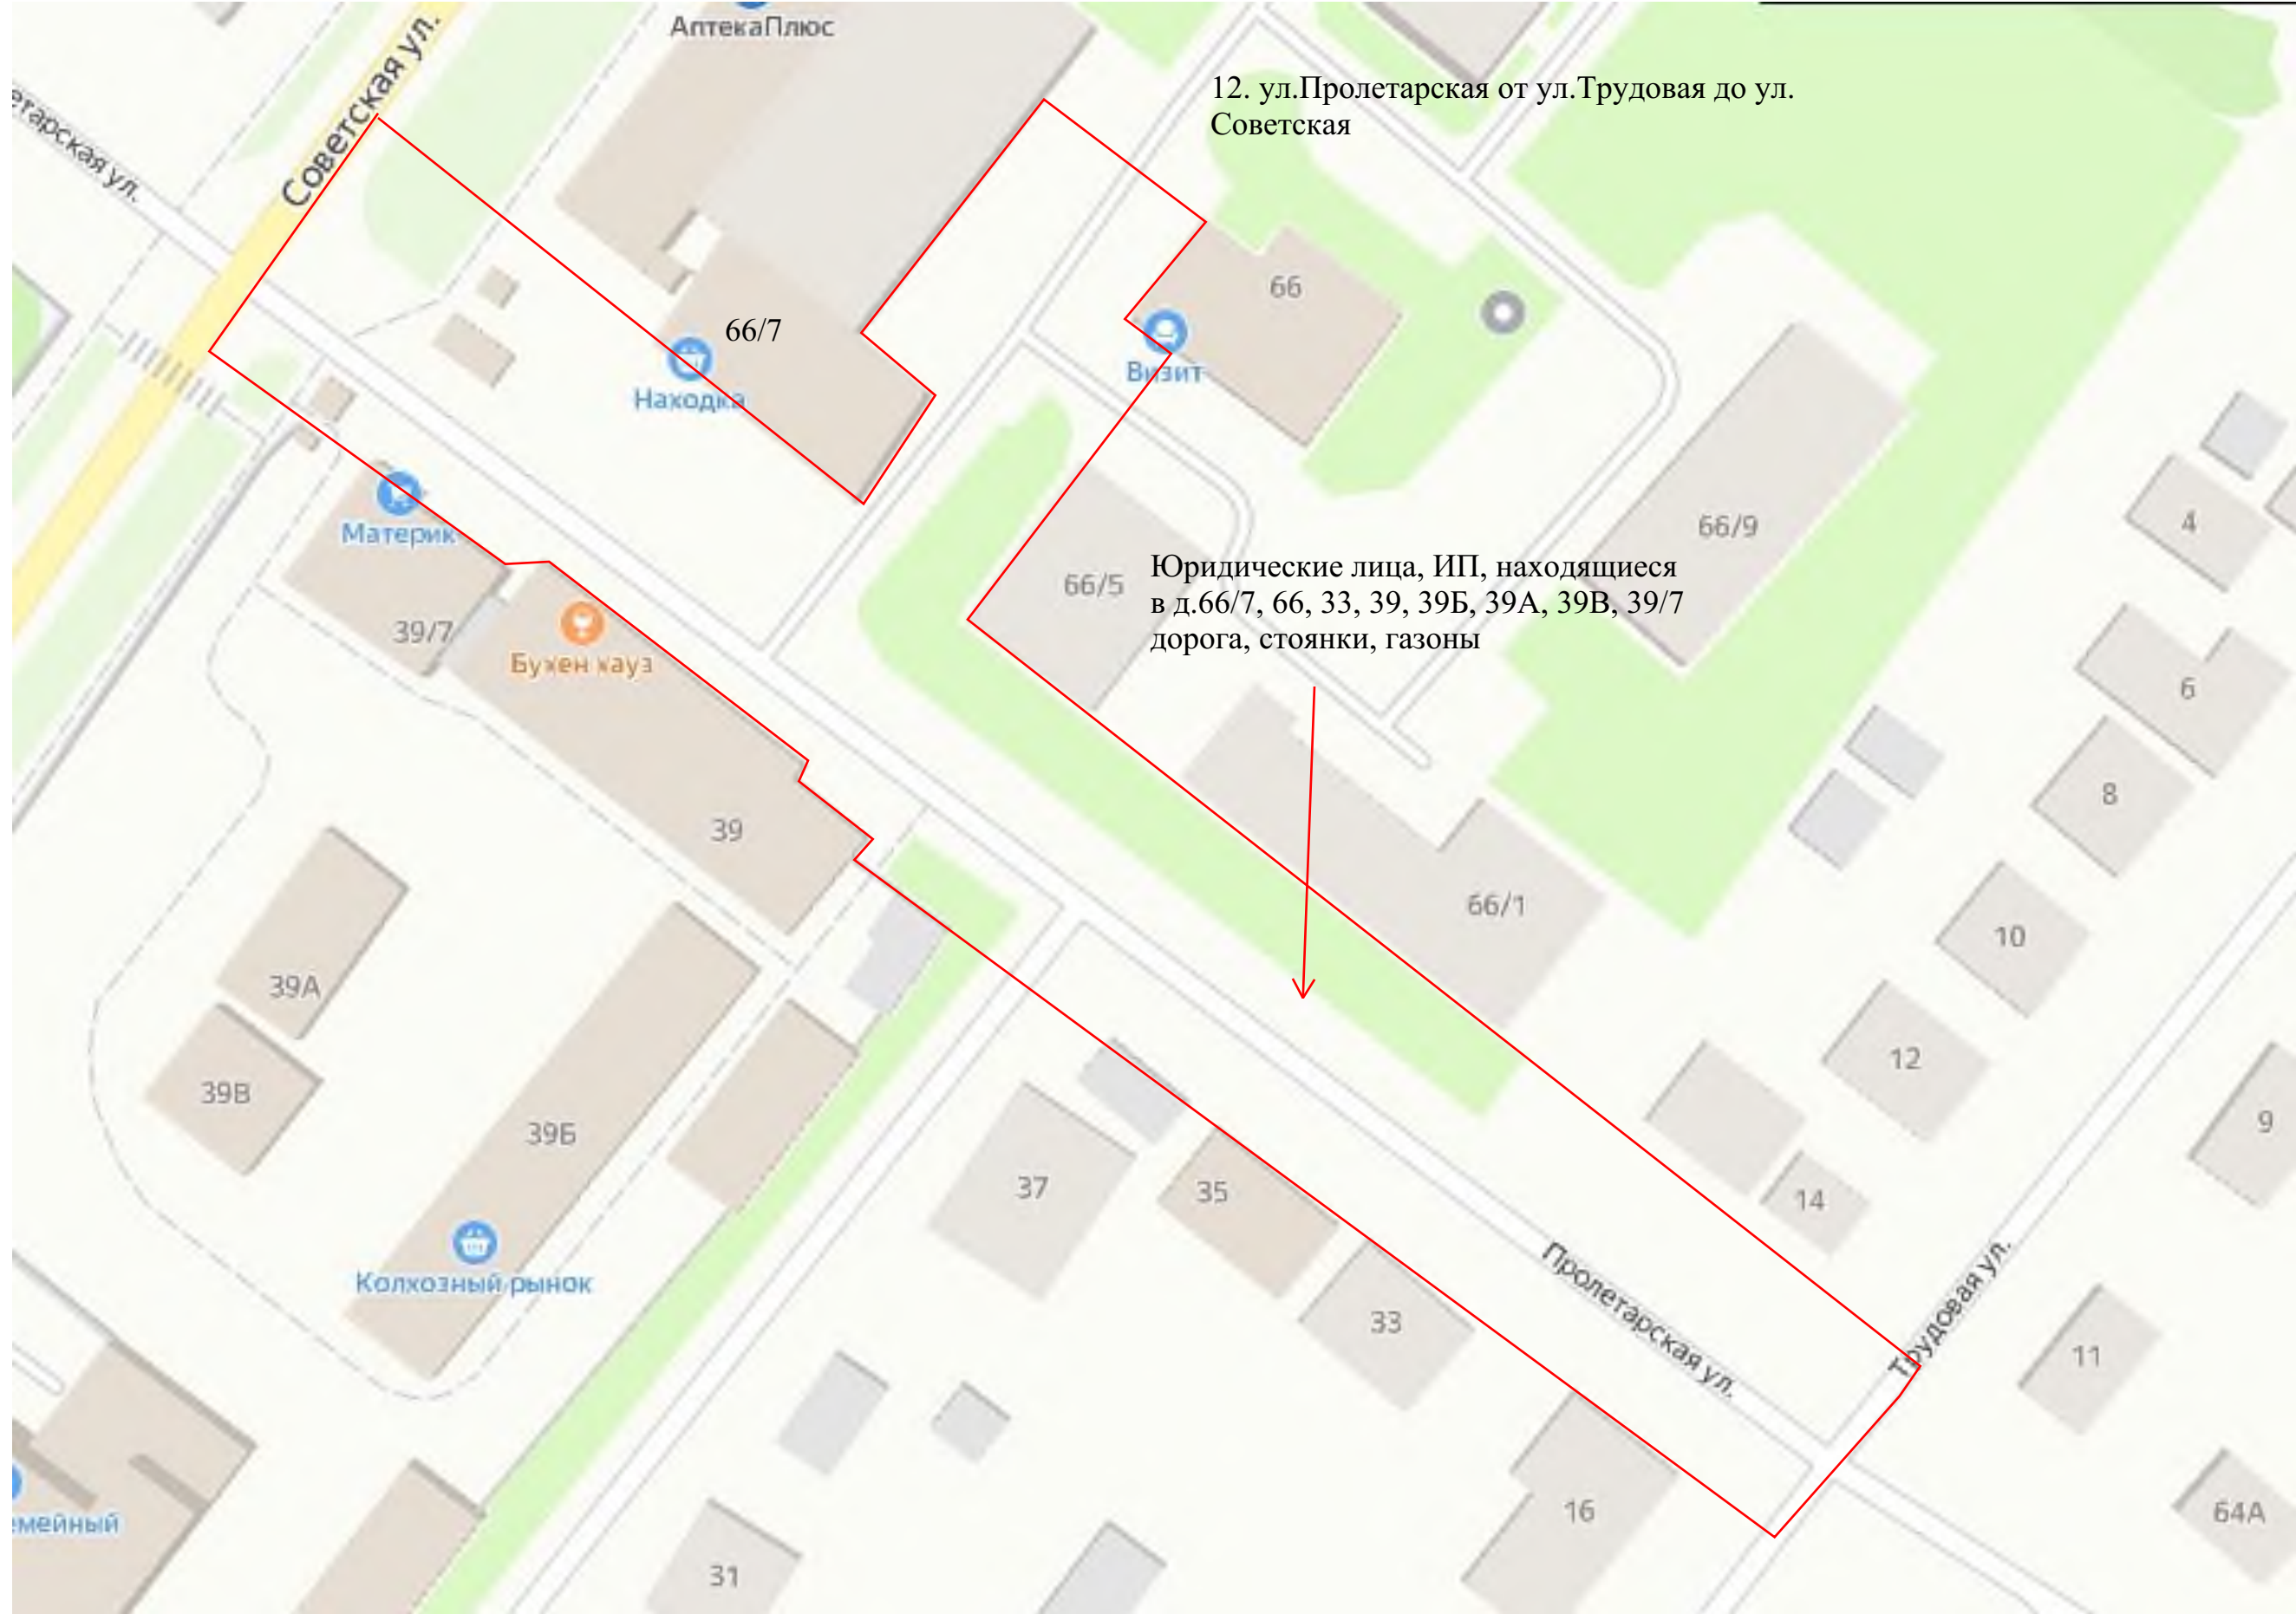 АптекаПлюс
Советская ул.
етарская ул.
12. ул.Пролетарская от ул.Трудовая до ул.
Советская
66
66/7
Находка
Визит
Материк
39/7
Бухен хауз
66/5
66/9
Юридические лица, ИП, находящиеся
в д.66/7, 66, 33, 39, 39Б, 39А, 39В, 39/7
дорога, стоянки, газоны
4
6
8
39
66/1
10
39А
12
39В
39Б
9
37
35
14
Колхозный рынок
33
Пролетарская ул.
Трудовая ул.
11
16
64А
емейный
31